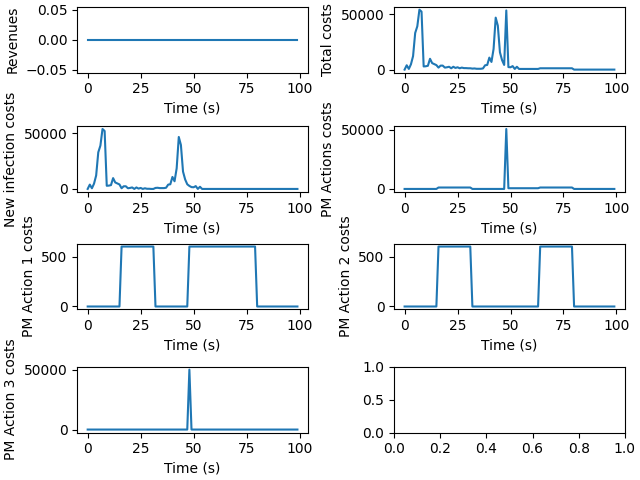 Revenues
0.05
0.00
−0.05
0 25 50 75 100
Time (s)
Total costs
50000
0
0 25 50 75 100
Time (s)
New infection costs
50000
0
0 25 50 75 100
Time (s)
PM Actions costs
50000
0
0 25 50 75 100
Time (s)
PM Action 1 costs
500
0
0 25 50 75 100
Time (s)
PM Action 2 costs
500
0
0 25 50 75 100
Time (s)
PM Action 3 costs
50000
0
0 25 50 75 100
Time (s)
1.0
0.5
0.0
0.0 0.2 0.4 0.6 0.8 1.0